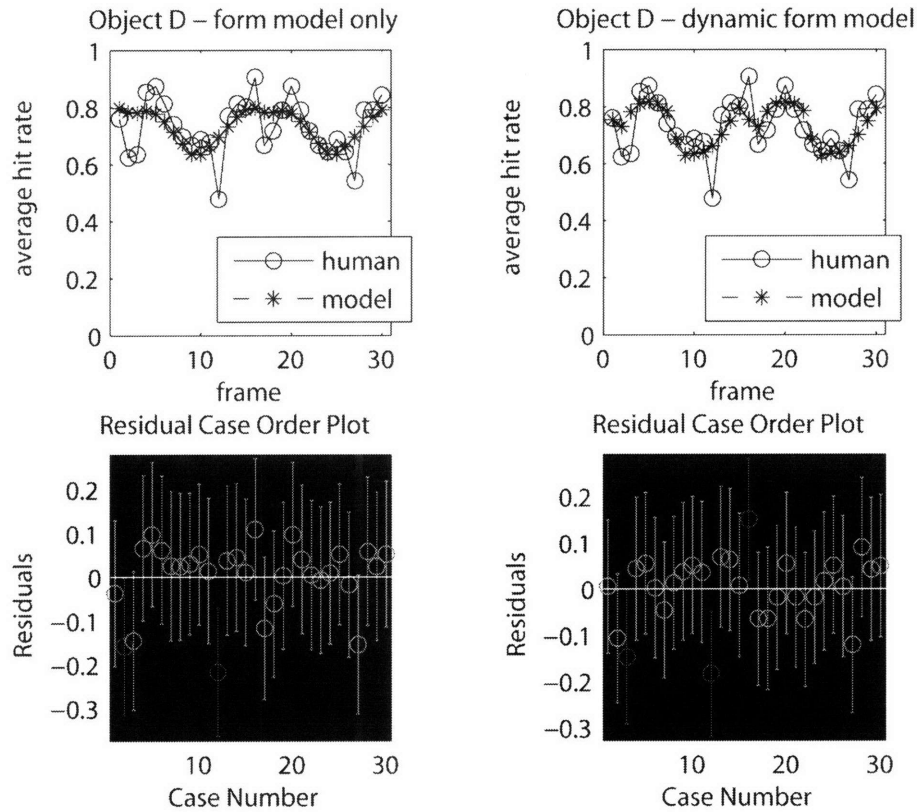 Object D – form model only
1
0.8
0.6
0.4
0.2
0
average hit rate
human
model
0 10 20 30
frame
Object D – dynamic form model
1
0.8
0.6
0.4
0.2
0
average hit rate
human
model
0 10 20 30
frame
Residual Case Order Plot
0.2
0.1
0
−0.1
−0.2
−0.3
Residuals
10 20 30
Case Number
Residual Case Order Plot
0.2
0.1
0
−0.1
−0.2
−0.3
Residuals
10 20 30
Case Number